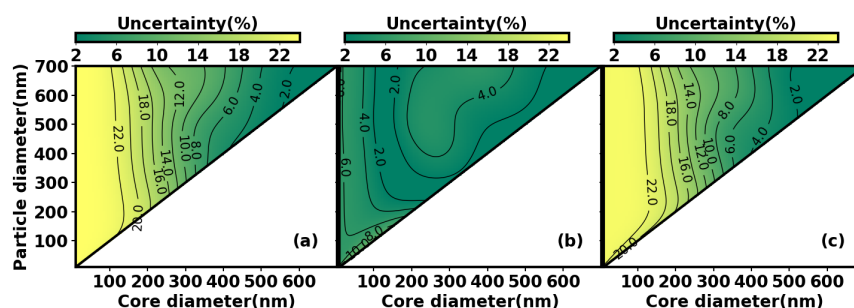 Uncertainty(%) Uncertainty(%) Uncertainty(%)
2 6 10 14 18 22 2 6 10 14 18 22 2 6 10 14 18 22
Particle diameter(nm)
700
600
500
400
300
200
100
22.0 18.0 12.0 6.0 4.0 2.0
20.0 16.0 14.0 10.0 8.0
(a)
2.0 4.0
4.0 2.0
6.0
10.0 8.0
(b)
18.0 14.0 8.0 2.0
22.0 16.0 12.0 10.0 6.0 4.0
20.0
(c)
100 200 300 400 500 600 100 200 300 400 500 600 100 200 300 400 500 600
Core diameter(nm) Core diameter(nm) Core diameter(nm)